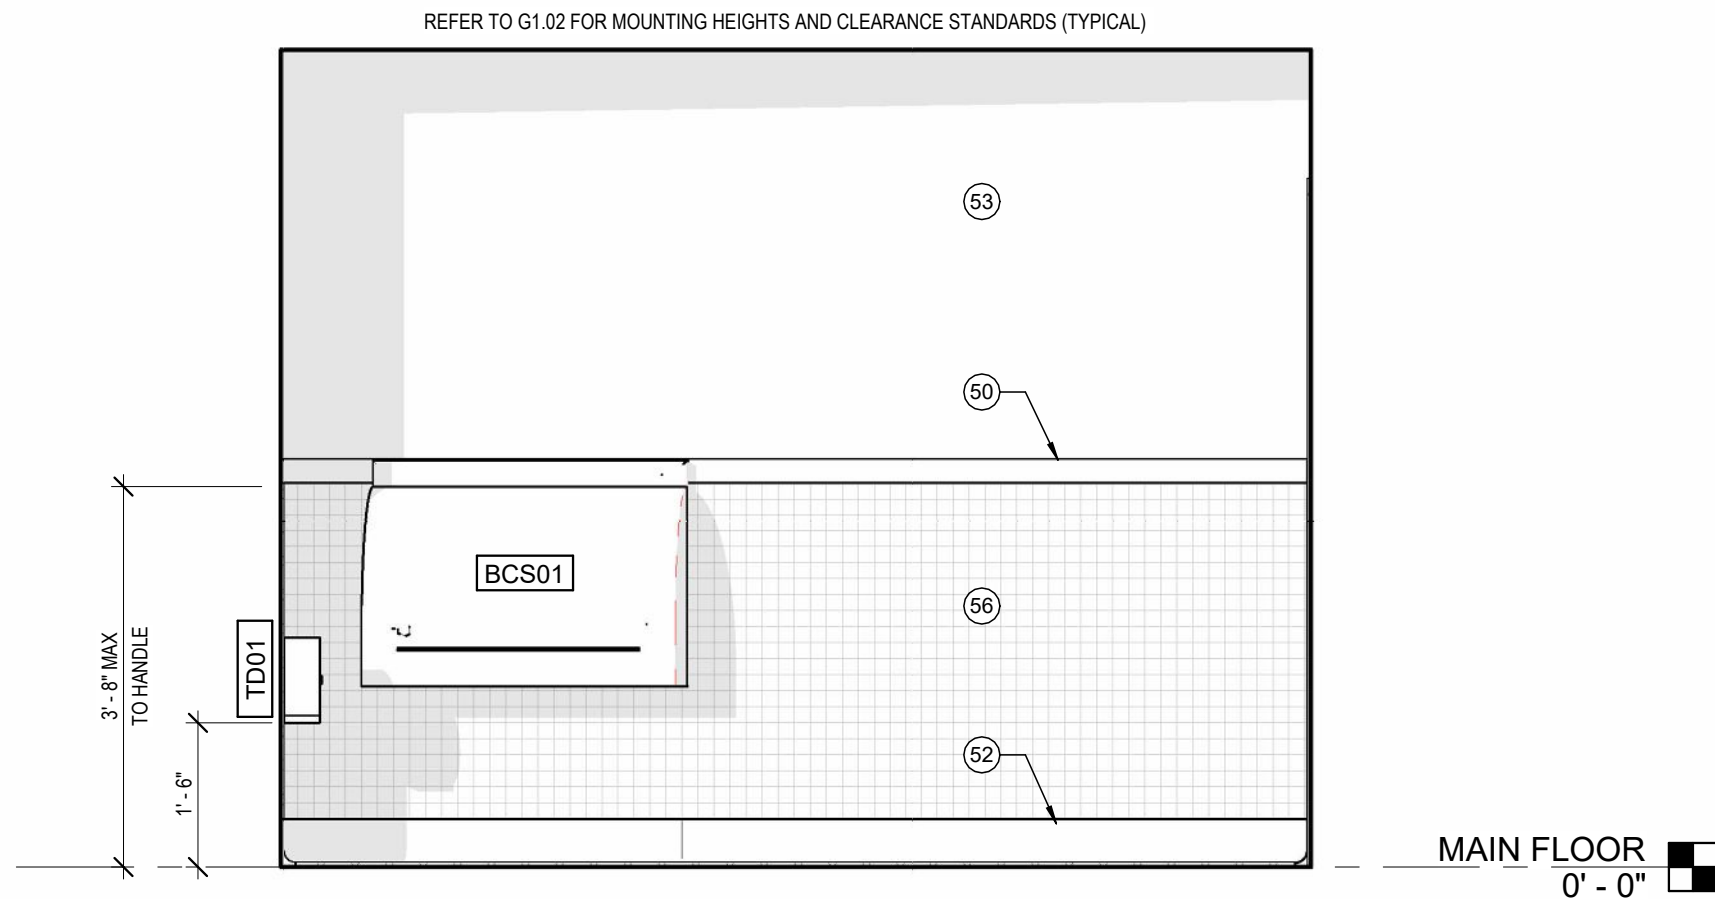 REFER TO G1.02 FOR MOUNTING HEIGHTS AND CLEARANCE STANDARDS (TYPICAL)
53
50
BCS01
56
TD01
3' - 8" MAX
TO HANDLE
52
1' - 6"
MAIN FLOOR
0' - 0"